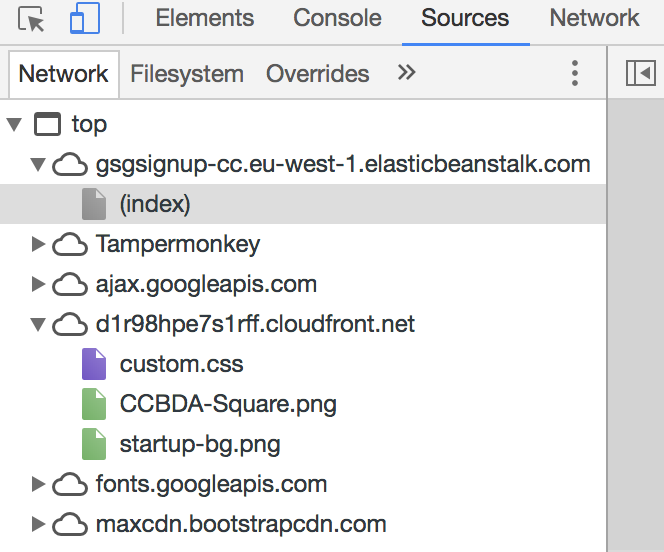 Elements Console Sources Network
Network Filesystem Overrides »
top
gsgsignup-cc.eu-west-1.elasticbeanstalk.com
(index)
Tampermonkey
ajax.googleapis.com
d1r98hpe7s1rff.cloudfront.net
custom.css
CCBDA-Square.png
startup-bg.png
fonts.googleapis.com
maxcdn.bootstrapcdn.com